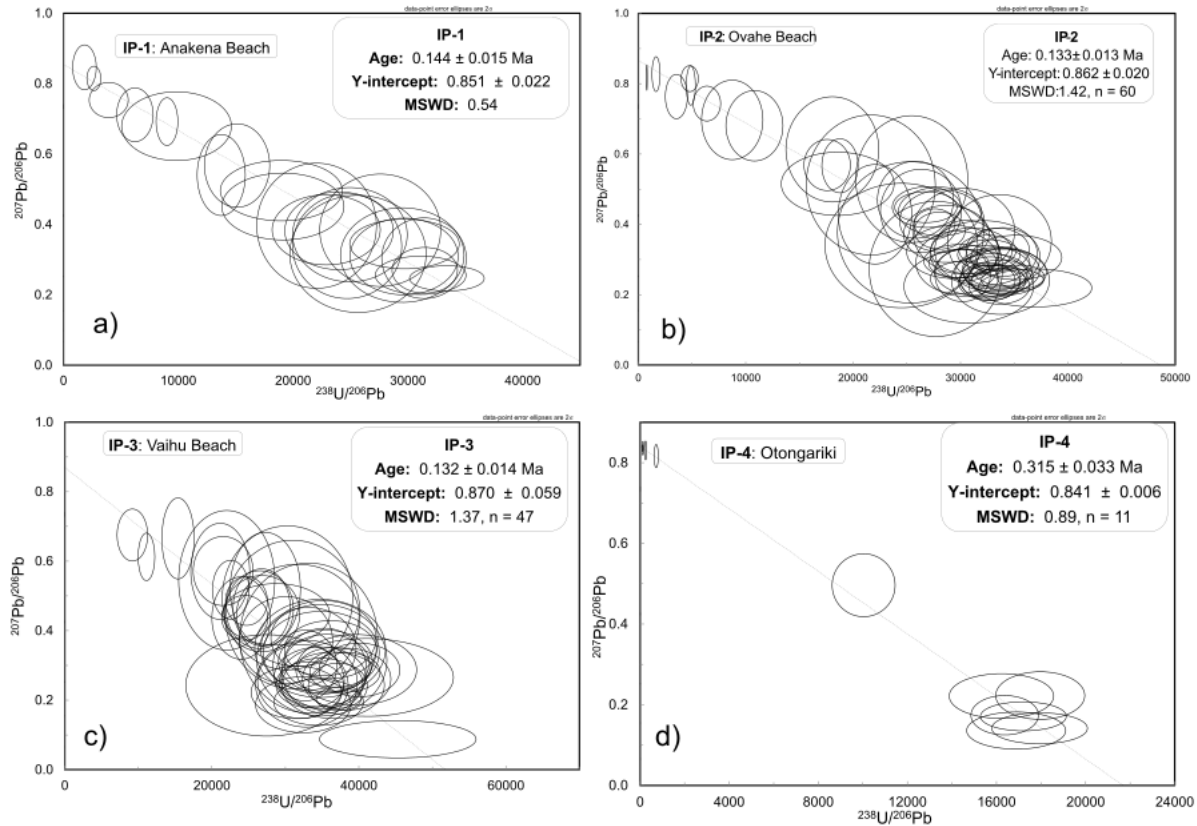 data-point error ellipses are 2σ
IP-1: Anakena Beach
IP-1
Age: 0.144 ± 0.015 Ma
Y-intercept: 0.851 ± 0.022
MSWD: 0.54
a)
1.0
0.8
0.6
0.4
0.2
0.0
207Pb/206Pb
0
10000
20000
30000
40000
238U/206Pb
data-point error ellipses are 2σ
IP-2: Ovahe Beach
IP-2
Age: 0.133± 0.013 Ma
Y-intercept: 0.862 ± 0.020
MSWD:1.42, n = 60
b)
1.0
0.8
0.6
0.4
0.2
0.0
207Pb/206Pb
0
10000
20000
30000
40000
50000
238U/206Pb
data-point error ellipses are 2σ
IP-3: Vaihu Beach
IP-3
Age: 0.132 ± 0.014 Ma
Y-intercept: 0.870 ± 0.059
MSWD: 1.37, n = 47
c)
1.0
0.8
0.6
0.4
0.2
0.0
207Pb/206Pb
0
20000
40000
60000
238U/206Pb
data-point error ellipses are 2σ
IP-4: Otongariki
IP-4
Age: 0.315 ± 0.033 Ma
Y-intercept: 0.841 ± 0.006
MSWD: 0.89, n = 11
d)
0.8
0.6
0.4
0.2
0.0
207Pb/206Pb
0
4000
8000
12000
16000
20000
24000
238U/206Pb